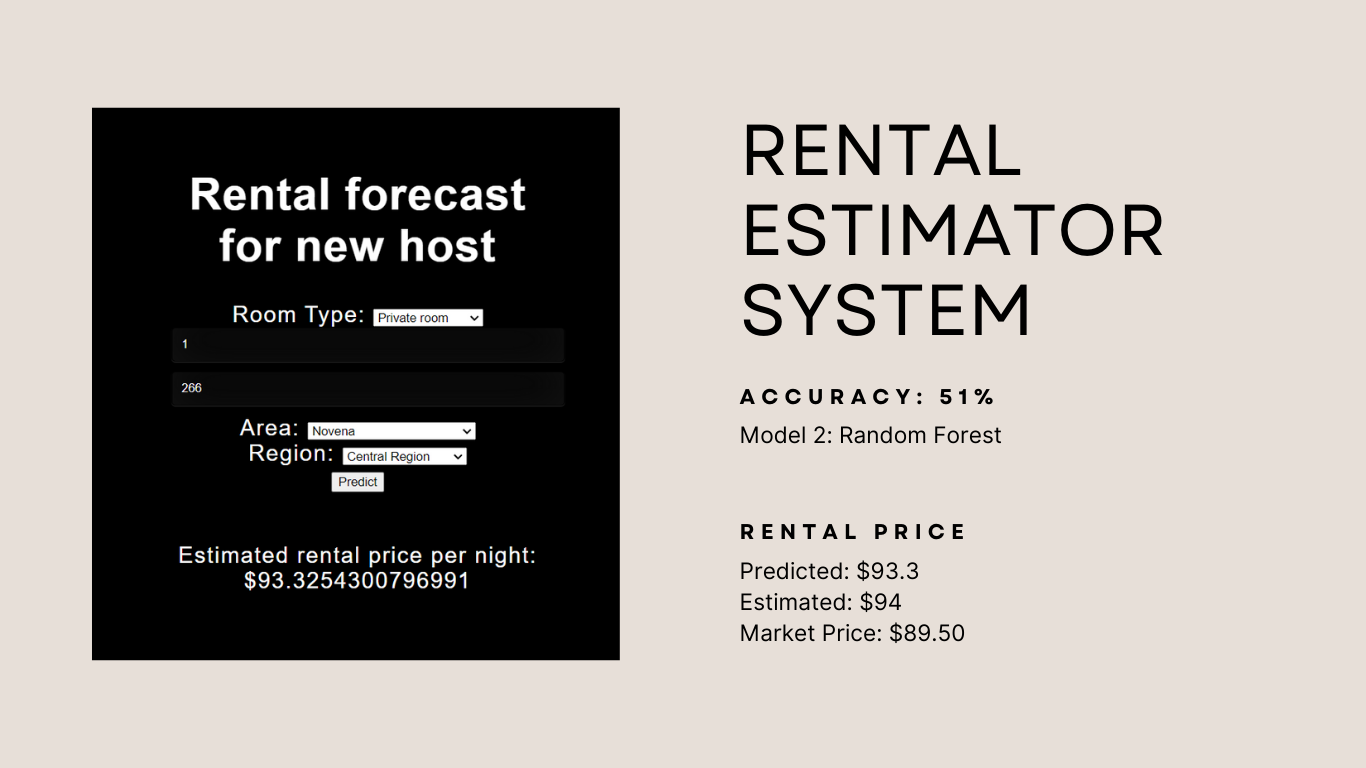 Rental forecast
for new host
Room Type: Private room
1
266
Area: Novena
Region: Central Region
Predict
Estimated rental price per night:
$93.3254300796991
RENTAL
ESTIMATOR
SYSTEM
ACCURACY: 51%
Model 2: Random Forest
RENTAL PRICE
Predicted: $93.3
Estimated: $94
Market Price: $89.50